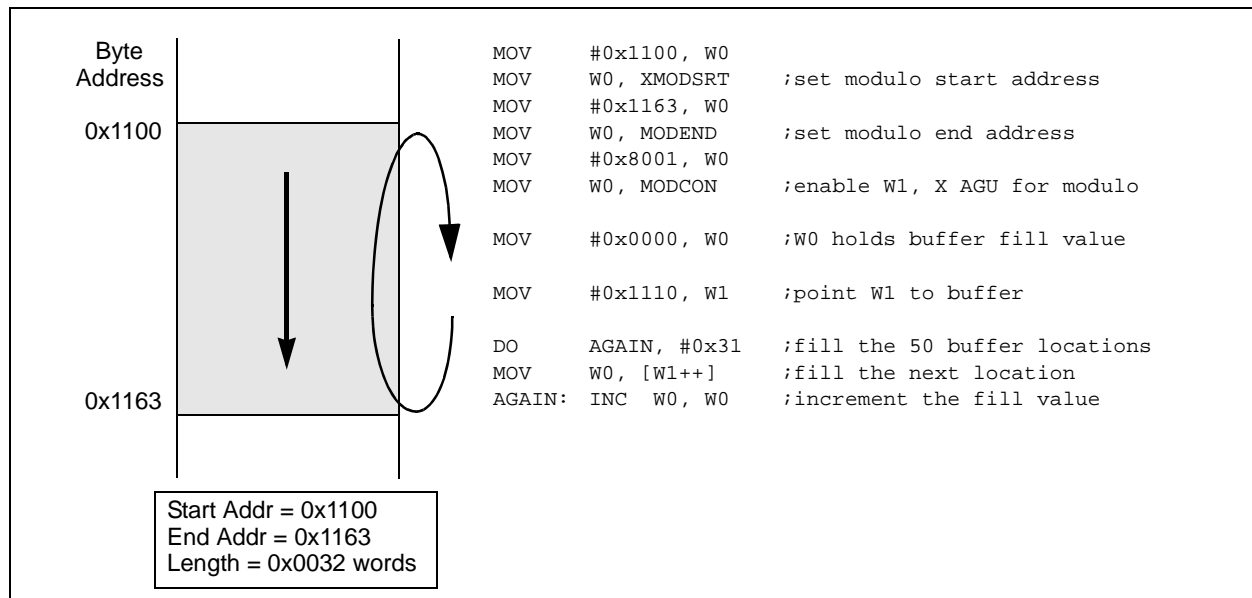 Byte
Address
0x1100
0x1163
Start Addr = 0x1100
End Addr = 0x1163
Length = 0x0032 words
MOV #0x1100, W0
MOV W0, XMODSRT ;set modulo start address
MOV #0x1163, W0
MOV W0, MODEND ;set modulo end address
MOV #0x8001, W0
MOV W0, MODCON ;enable W1, X AGU for modulo
MOV #0x0000, W0 ;W0 holds buffer fill value
MOV #0x1110, W1 ;point W1 to buffer
DO AGAIN, #0x31 ;fill the 50 buffer locations
MOV W0, [W1++] ;fill the next location
AGAIN: INC W0, W0 ;increment the fill value